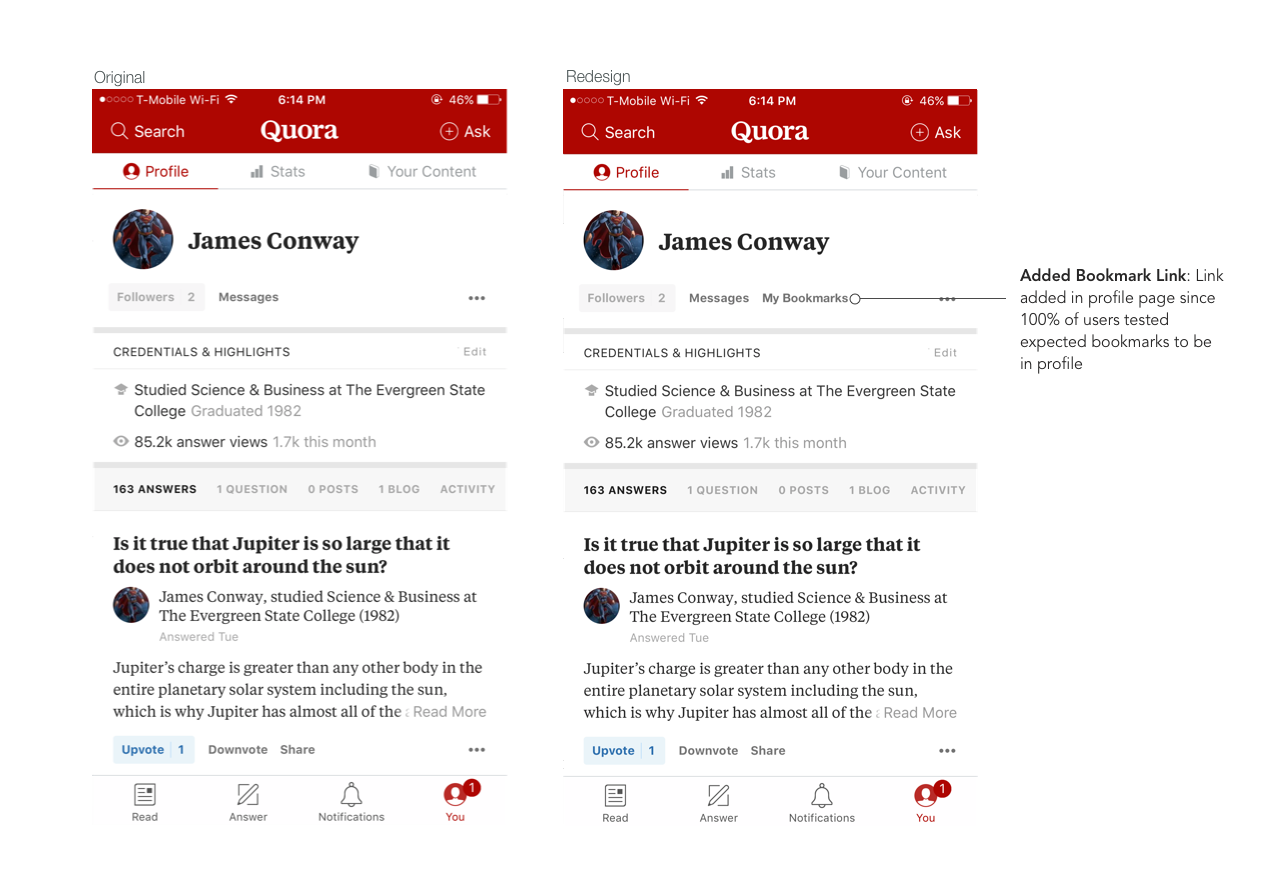 Original
T-Mobile Wi-Fi 6:14 PM 46%
Search Quora Ask
Profile Stats Your Content
James Conway
Followers 2 Messages
CREDENTIALS & HIGHLIGHTS Edit
Studied Science & Business at The Evergreen State
College Graduated 1982
85.2k answer views 1.7k this month
163 ANSWERS 1 QUESTION 0 POSTS 1 BLOG ACTIVITY
Is it true that Jupiter is so large that it
does not orbit around the sun?
James Conway, studied Science & Business at
The Evergreen State College (1982)
Answered Tue
Jupiter's charge is greater than any other body in the
entire planetary solar system including the sun,
which is why Jupiter has almost all of the Read More
Upvote 1 Downvote Share
1
Read Answer Notifications You
Redesign
T-Mobile Wi-Fi 6:14 PM 46%
Search Quora Ask
Profile Stats Your Content
James Conway
Followers 2 Messages My Bookmarks
CREDENTIALS & HIGHLIGHTS Edit
Studied Science & Business at The Evergreen State
College Graduated 1982
85.2k answer views 1.7k this month
163 ANSWERS 1 QUESTION 0 POSTS 1 BLOG ACTIVITY
Is it true that Jupiter is so large that it
does not orbit around the sun?
James Conway, studied Science & Business at
The Evergreen State College (1982)
Answered Tue
Jupiter's charge is greater than any other body in the
entire planetary solar system including the sun,
which is why Jupiter has almost all of the Read More
Upvote 1 Downvote Share
1
Read Answer Notifications You
Added Bookmark Link: Link
added in profile page since
100% of users tested
expected bookmarks to be
in profile